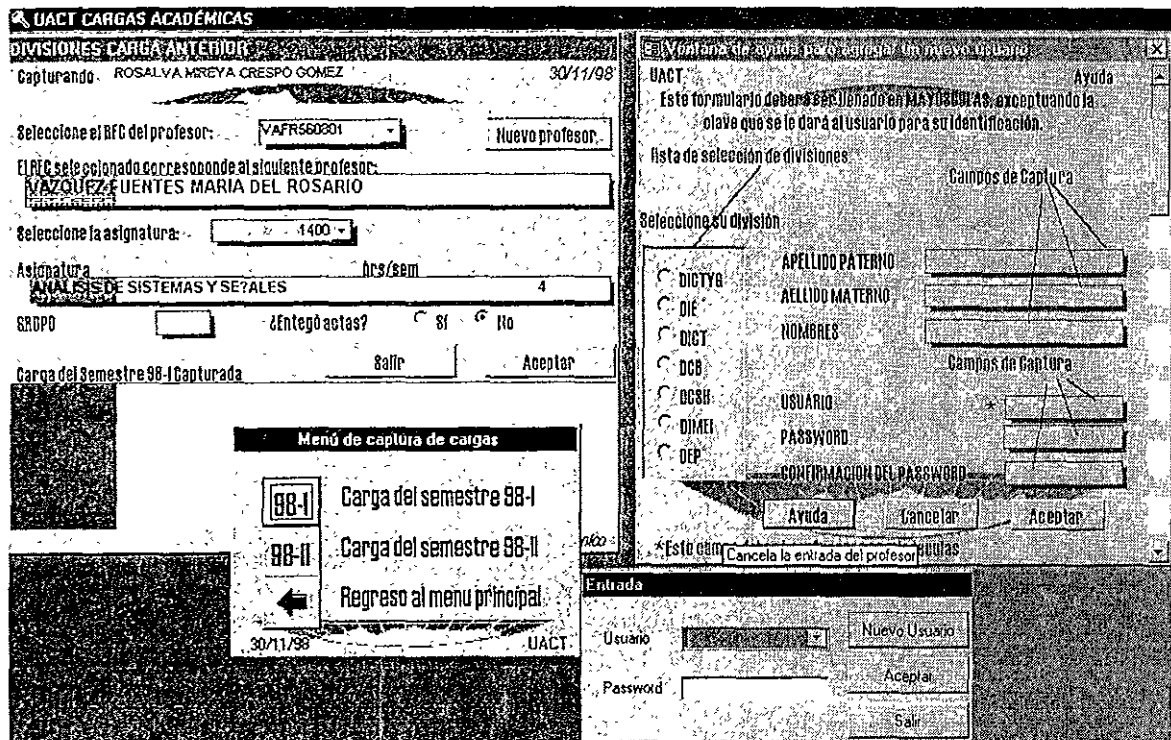 UACT CARGAS ACADÉMICAS
DIVISIONES CARGA ANTERIOR
Capturando ROSALVA MIREYA CRESPO GOMEZ 30/11/98
Seleccione el RFC del profesor: VAFR560801 Nuevo profesor
El RFC seleccionado corresponde al siguiente profesor:
VAZQUEZ FUENTES MARIA DEL ROSARIO
Seleccione la asignatura: 1400
Asignatura hrs/sem
ANALISIS DE SISTEMAS Y SE?ALES 4
GRUPO ¿Entegó actas? Sí No
Salir Aceptar
Carga del Semestre 98-I Capturada
Menú de captura de cargas
98-I Carga del semestre 98-I
98-II Carga del semestre 98-II
Regreso al menu principal
30/11/98 UACT
Ventana de ayuda para agregar un nuevo usuario
UACT Ayuda
Este formulario deberá ser llenado en MAYÚSCULAS, exceptuando la
clave que se le dará al usuario para su identificación.
lista de selección de divisiones
Campos de Captura
Seleccione su división
DICTYG
DIE
DICT
DCB
DCSH
DIMEI
DEP
APELLIDO PATERNO
AELLIDO MATERNO
NOMBRES
Campos de Captura
USUARIO *
PASSWORD
CONFIRMACION DEL PASSWORD
Ayuda Cancelar Aceptar
*Este
Cancela la entrada del profesor
Entrada
Usuario Nuevo Usuario
Password Aceptar
Salir